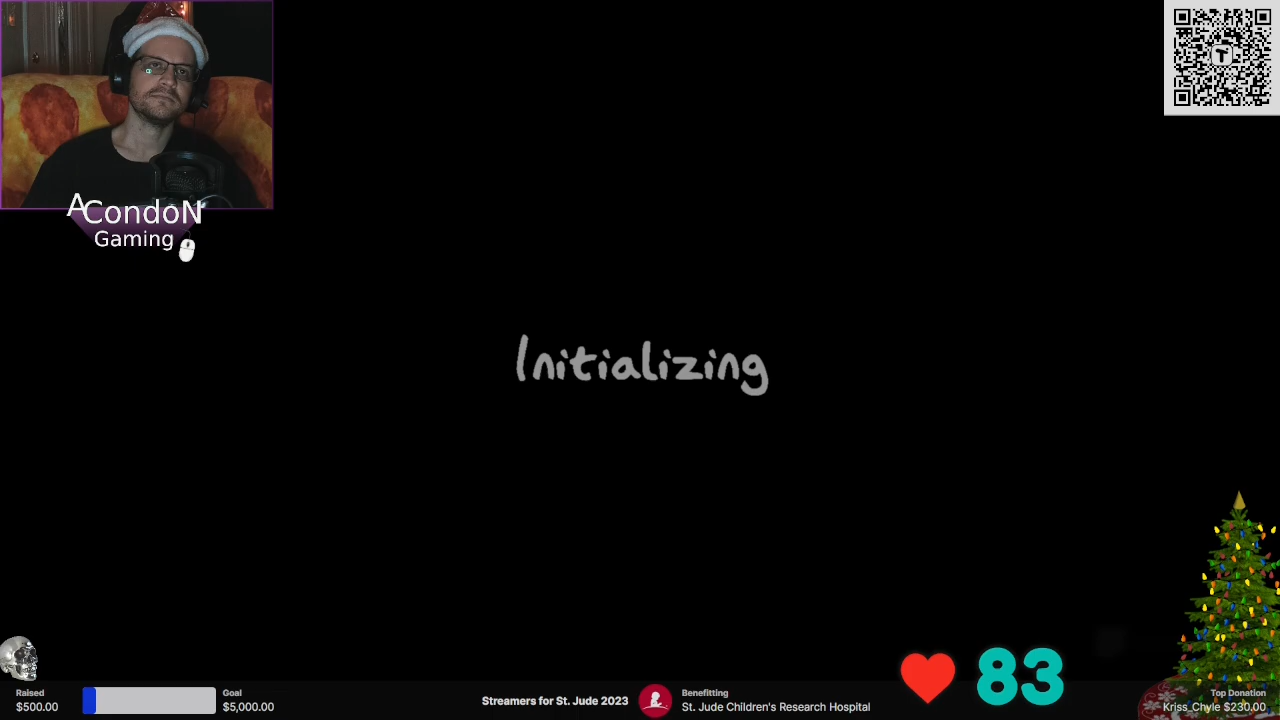 A CondoN
Gaming
Initializing
83
Raised
$500.00
Goal
$5,000.00
Streamers for St. Jude 2023
Benefitting
St. Jude Children's Research Hospital
Top Donation
Kriss_Chyle $230.00